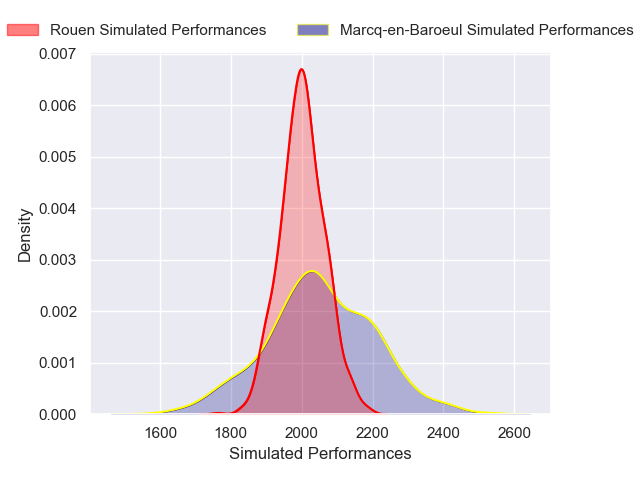 Rouen Simulated Performances
Marcq-en-Baroeul Simulated Performances
0.007
0.006
0.005
0.004
0.003
0.002
0.001
0.000
Density
1600 1800 2000 2200 2400 2600
Simulated Performances